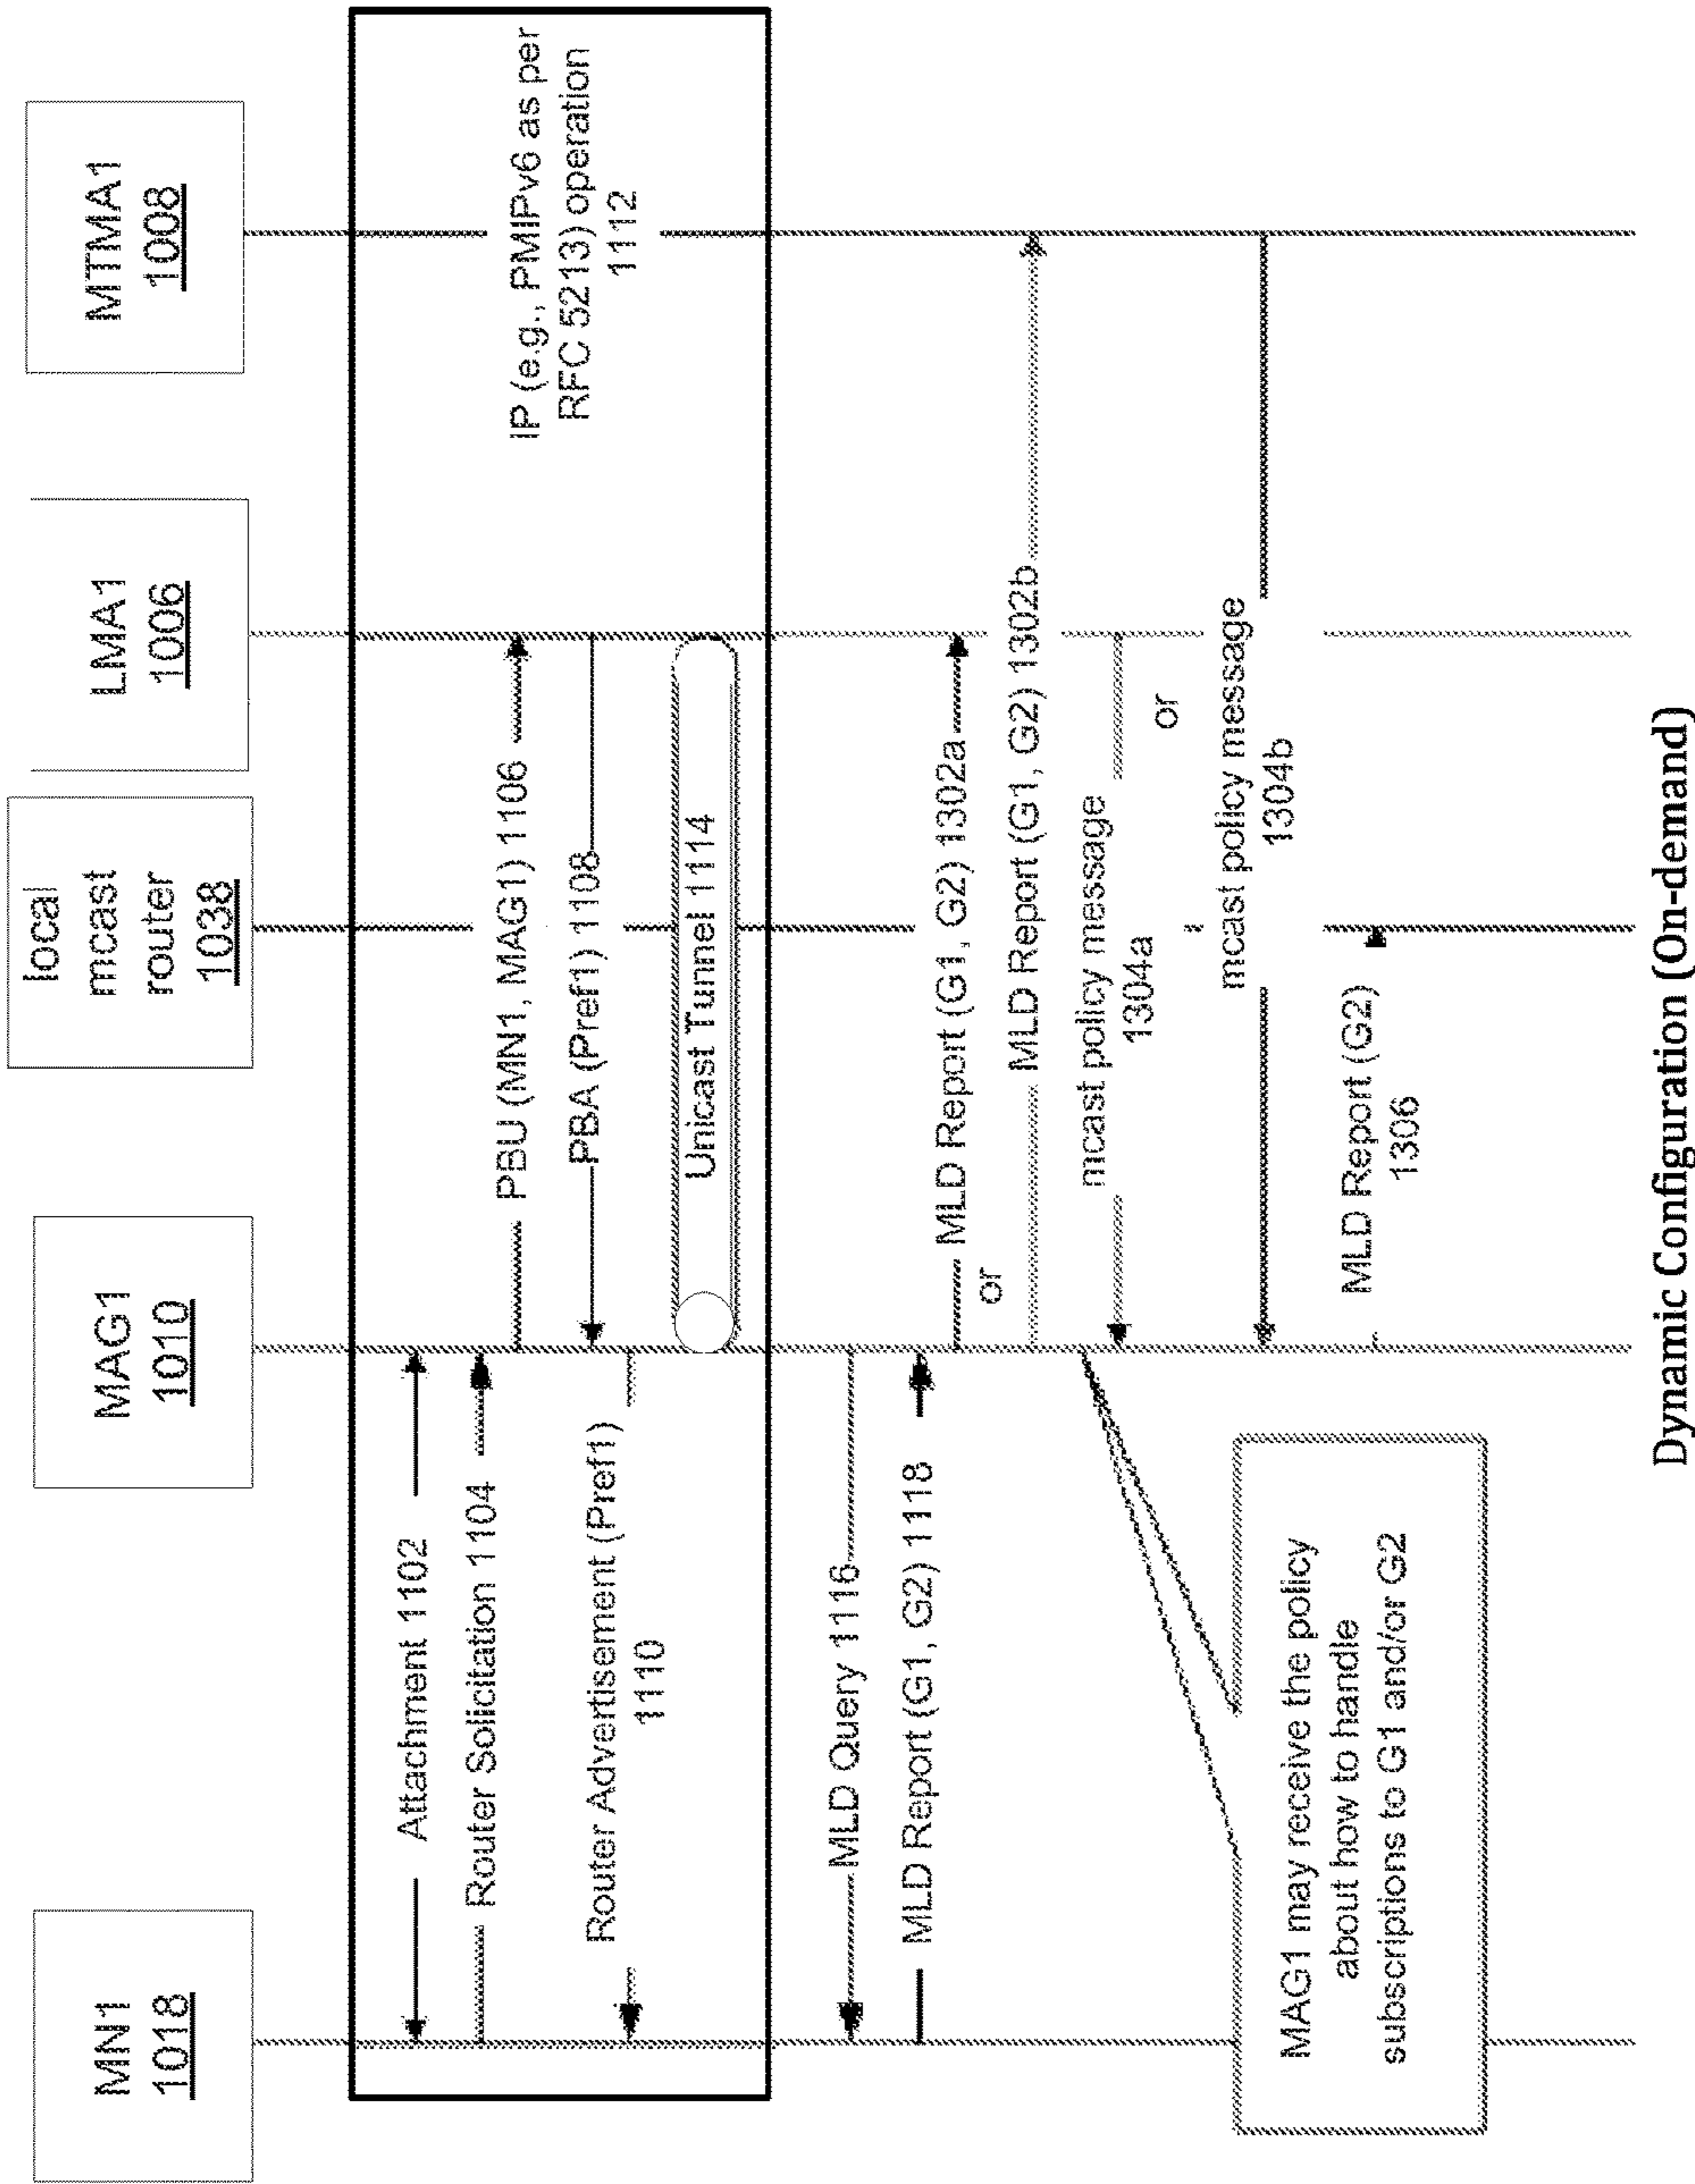 MN1
1018
MAG1
1010
local
mcast
router
1038
LMA1
1006
MTMA1
1008
Attachment 1102
Router Solicitation 1104
PBU (MN1, MAG1) 1106
PBA (Pref1) 1108
Router Advertisement (Pref1)
1110
IP (e.g., PMIPv6 as per
RFC 5213) operation
1112
Unicast Tunnel 1114
MLD Query 1116
MLD Report (G1, G2) 1118
MLD Report (G1, G2) 1302a
or
MLD Report (G1, G2) 1302b
mcast policy message
1304a
or
mcast policy message
1304b
MLD Report (G2)
1306
MAG1 may receive the policy
about how to handle
subscriptions to G1 and/or G2
Dynamic Configuration (On-demand)